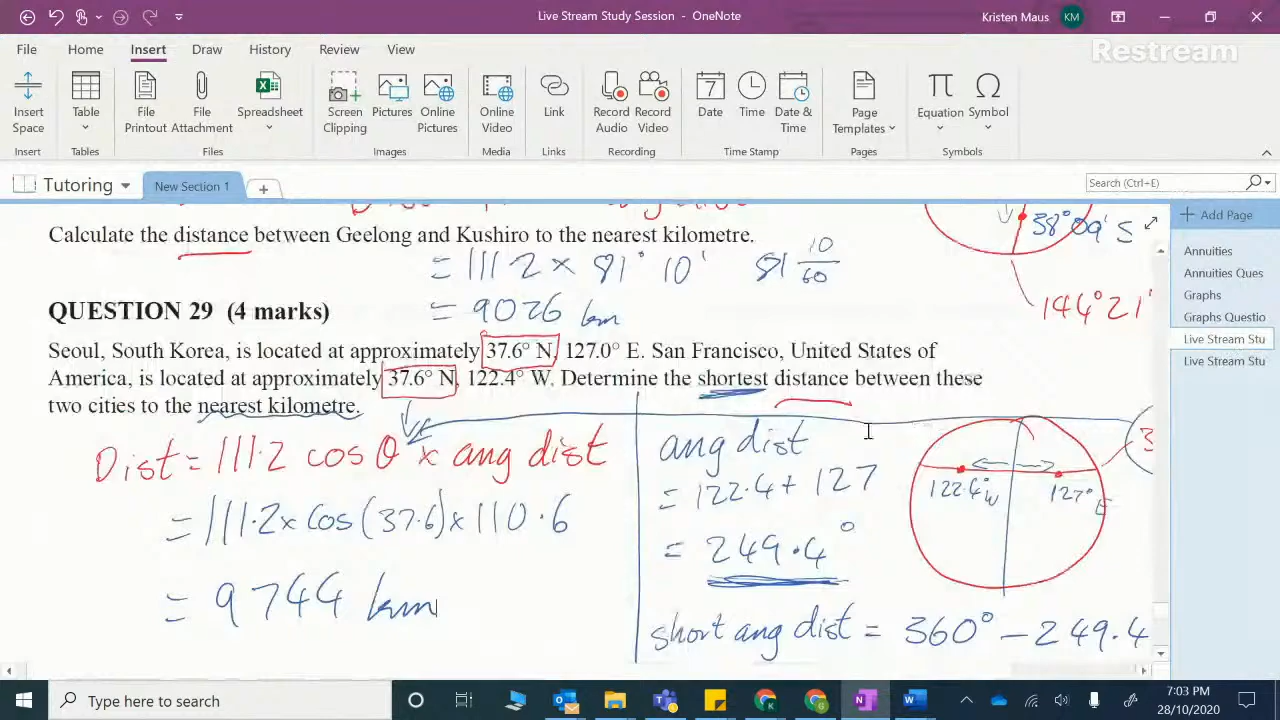 Live Stream Study Session - OneNote
Kristen Maus KM
Restream
File Home Insert Draw History Review View
Insert Space
Table
File Printout
File Attachment
Spreadsheet
Screen Clipping
Pictures
Online Pictures
Online Video
Link
Record Audio
Record Video
Date
Time
Date & Time
Page Templates
Equation
Symbol
Insert Tables Files Images Media Links Recording Time Stamp Pages Symbols
Tutoring New Section 1 +
Search (Ctrl+E)
Add Page
Annuities
Annuities Ques
Graphs
Graphs Questio
Live Stream Stu
Live Stream Stu
38°09' S
Calculate the distance between Geelong and Kushiro to the nearest kilometre.
= 111.2 × 81° 10' 81 10/60
= 9026 km
144°21'
QUESTION 29 (4 marks)
Seoul, South Korea, is located at approximately 37.6° N, 127.0° E. San Francisco, United States of
America, is located at approximately 37.6° N, 122.4° W. Determine the shortest distance between these
two cities to the nearest kilometre.
Dist = 111.2 cos θ × ang dist
= 111.2 × cos (37.6) × 110.6
= 9744 km
ang dist
= 122.4 + 127
= 249.4°
short ang dist = 360° - 249.4
122.4°W
127°E
Type here to search
7:03 PM
28/10/2020